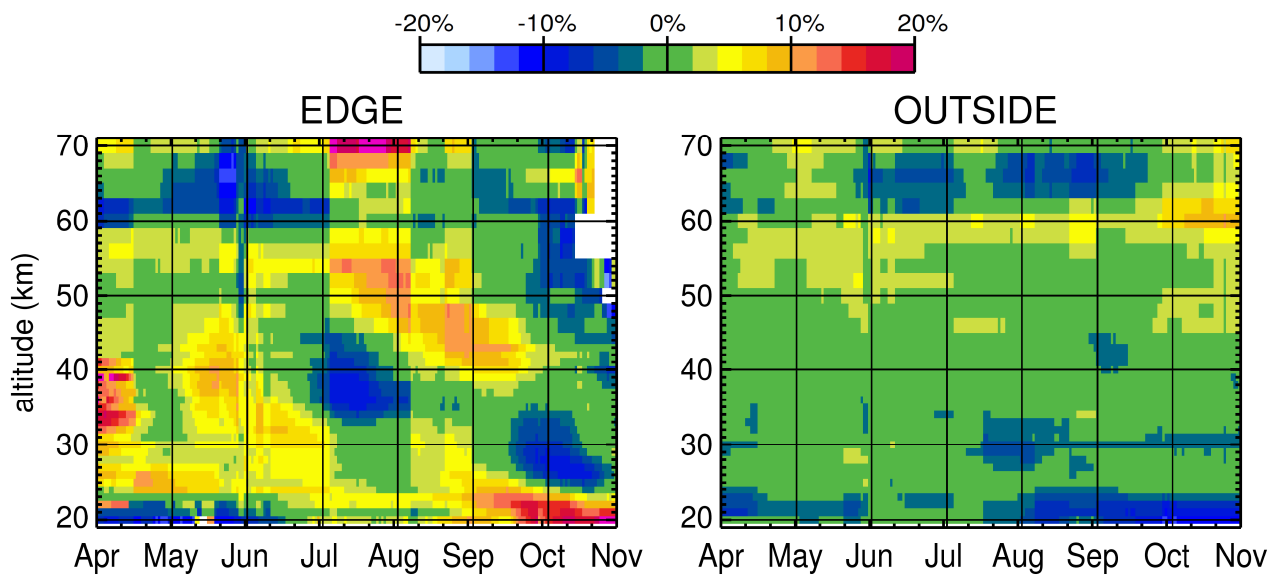 -20% -10% 0% 10% 20%
EDGE OUTSIDE
altitude (km)
70 70
60 60
50 50
40 40
30 30
20 20
Apr May Jun Jul Aug Sep Oct Nov Apr May Jun Jul Aug Sep Oct Nov